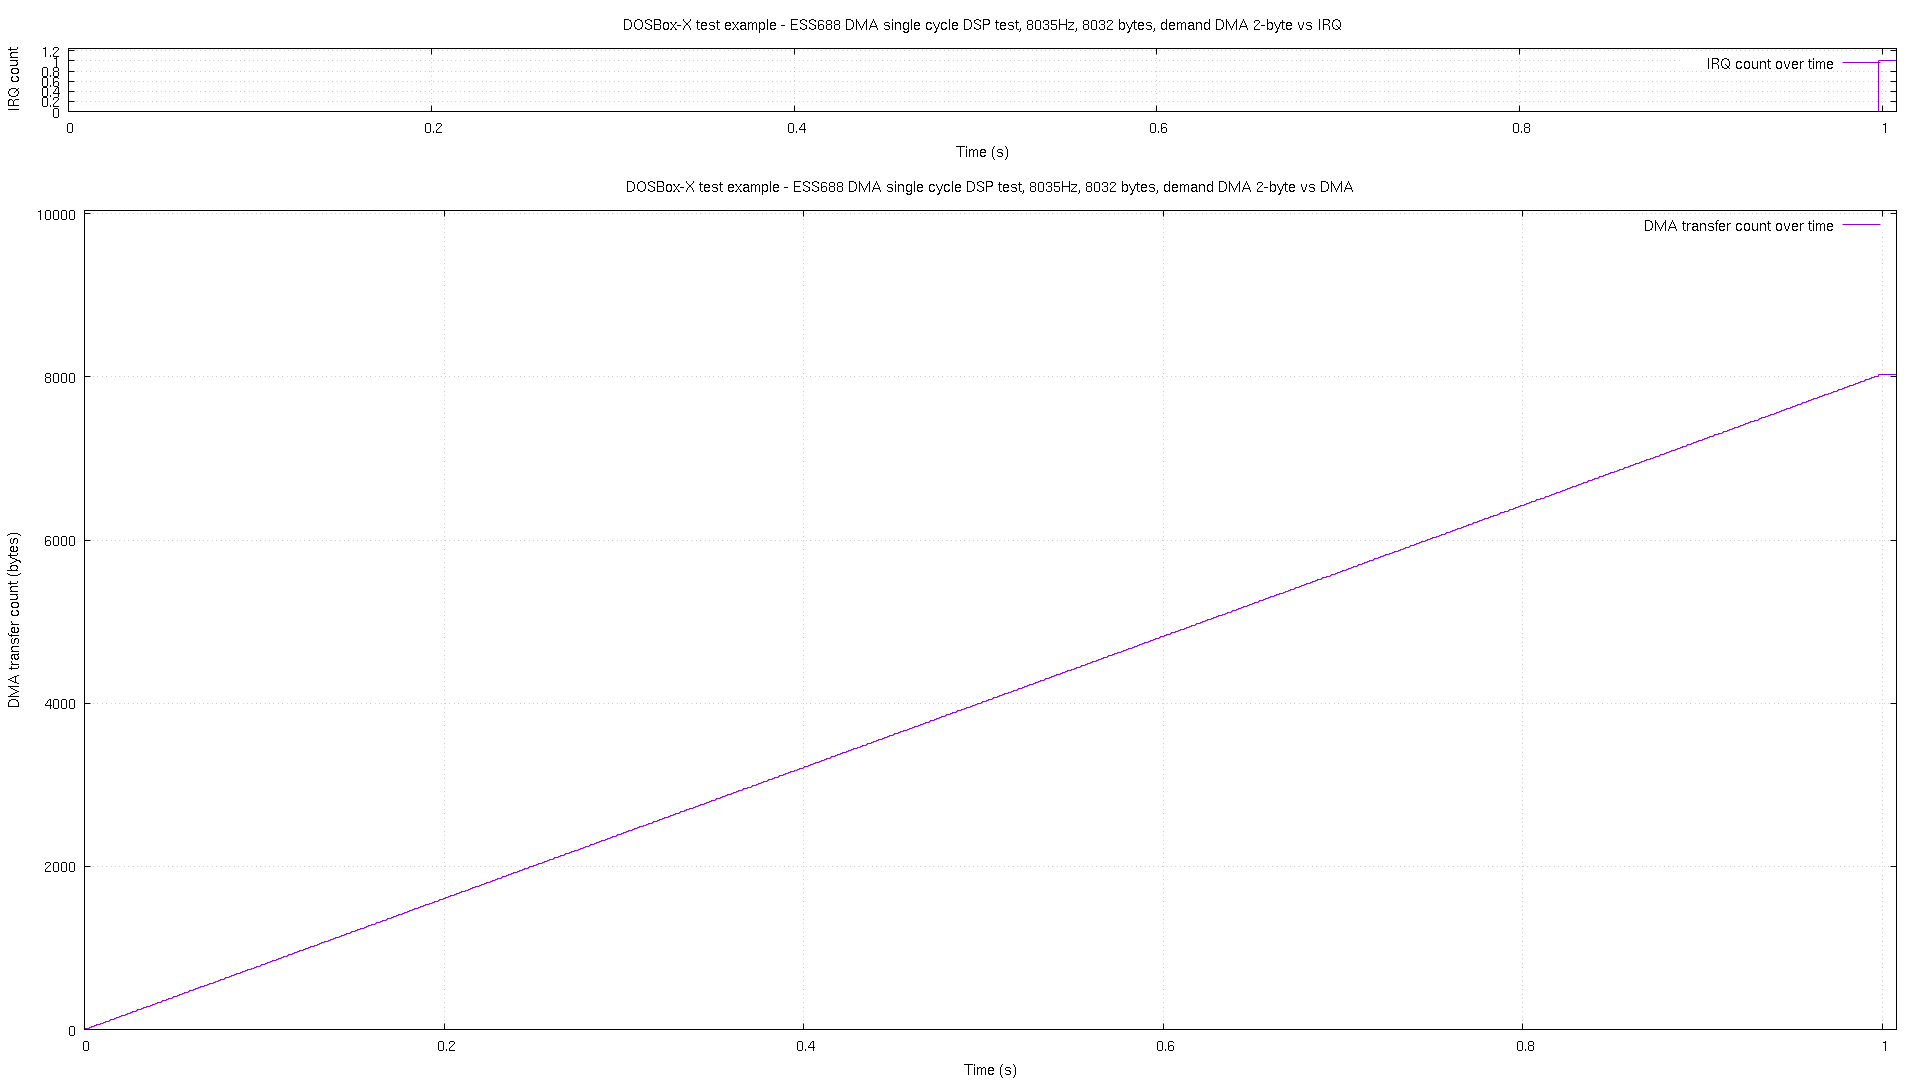 DOSBox-X test example - ESS688 DMA single cycle DSP test, 8035Hz, 8032 bytes, demand DMA 2-byte vs IRQ
IRQ count
1.2
1
0.8
0.6
0.4
0.2
0
IRQ count over time
0 0.2 0.4 0.6 0.8 1
Time (s)
DOSBox-X test example - ESS688 DMA single cycle DSP test, 8035Hz, 8032 bytes, demand DMA 2-byte vs DMA
DMA transfer count (bytes)
10000
DMA transfer count over time
8000
6000
4000
2000
0
0 0.2 0.4 0.6 0.8 1
Time (s)